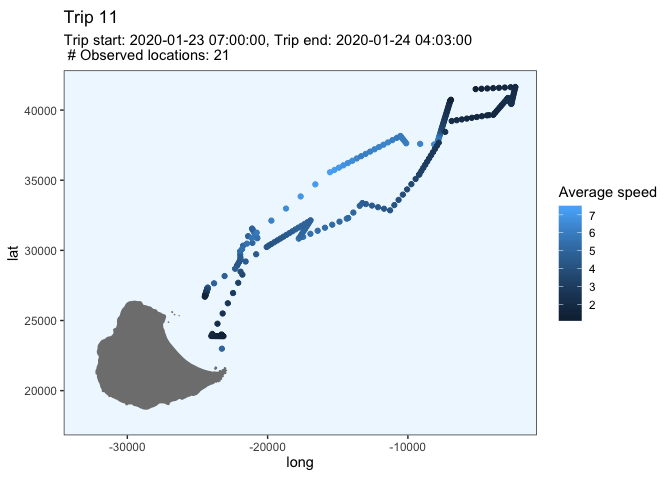 Trip 11
Trip start: 2020-01-23 07:00:00, Trip end: 2020-01-24 04:03:00
# Observed locations: 21
lat
40000
35000
30000
25000
20000
-30000
-20000
-10000
long
Average speed
7
6
5
4
3
2